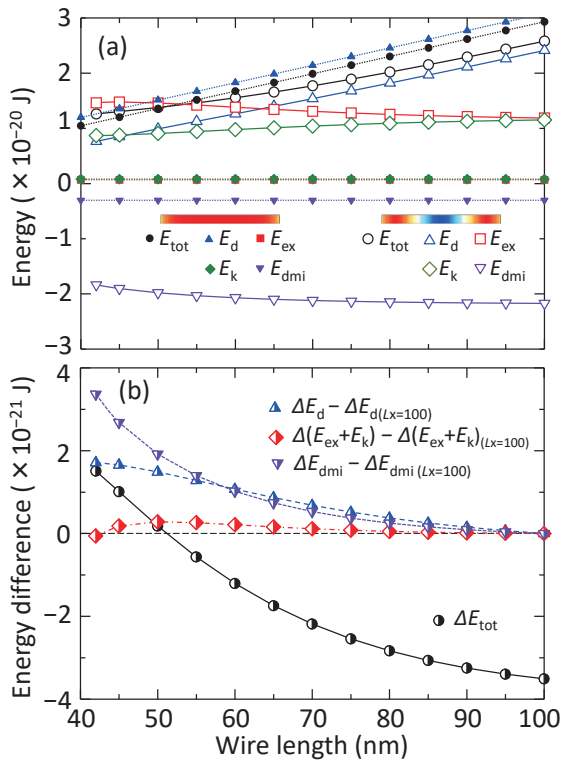 (a)
3
2
1
0
−1
−2
−3
Energy ( × 10⁻²⁰ J)
E_tot E_d E_ex
E_k E_dmi
E_tot E_d E_ex
E_k E_dmi
(b)
4
2
0
−2
−4
Energy difference ( × 10⁻²¹ J)
ΔE_d − ΔE_d(Lx=100)
Δ(E_ex+E_k) − Δ(E_ex+E_k)_(Lx=100)
ΔE_dmi − ΔE_dmi (Lx=100)
ΔE_tot
40 50 60 70 80 90 100
Wire length (nm)